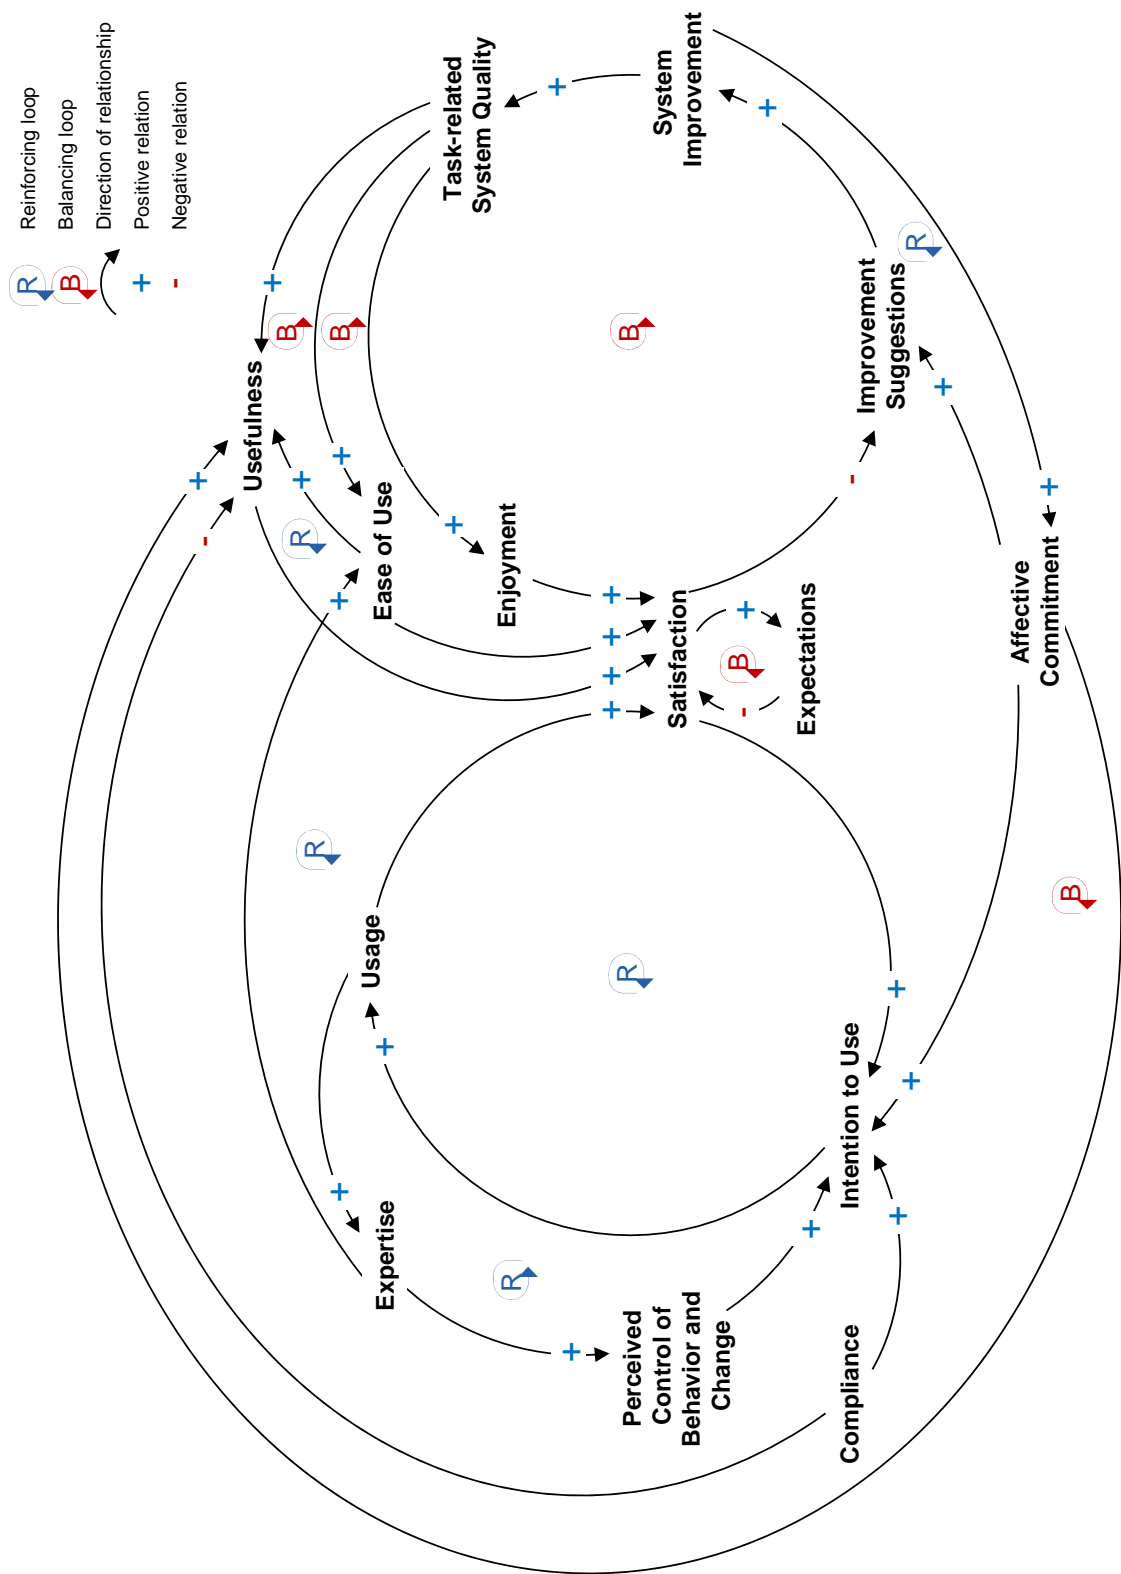 R Reinforcing loop
B Balancing loop
Direction of relationship
+ Positive relation
- Negative relation
+
-
Usefulness
+
B
B
R
+
+
+
Ease of Use
+
Enjoyment
Task-related
System Quality
+
System
Improvement
+
B
R
Usage
+
+
Expertise
R
+
Perceived
Control of
Behavior and
Change
+
R
+
+
+
+
Satisfaction
+
B
-
Expectations
-
Improvement
Suggestions
+
R
+
Affective
Commitment
+
+
Intention to Use
+
Compliance
B